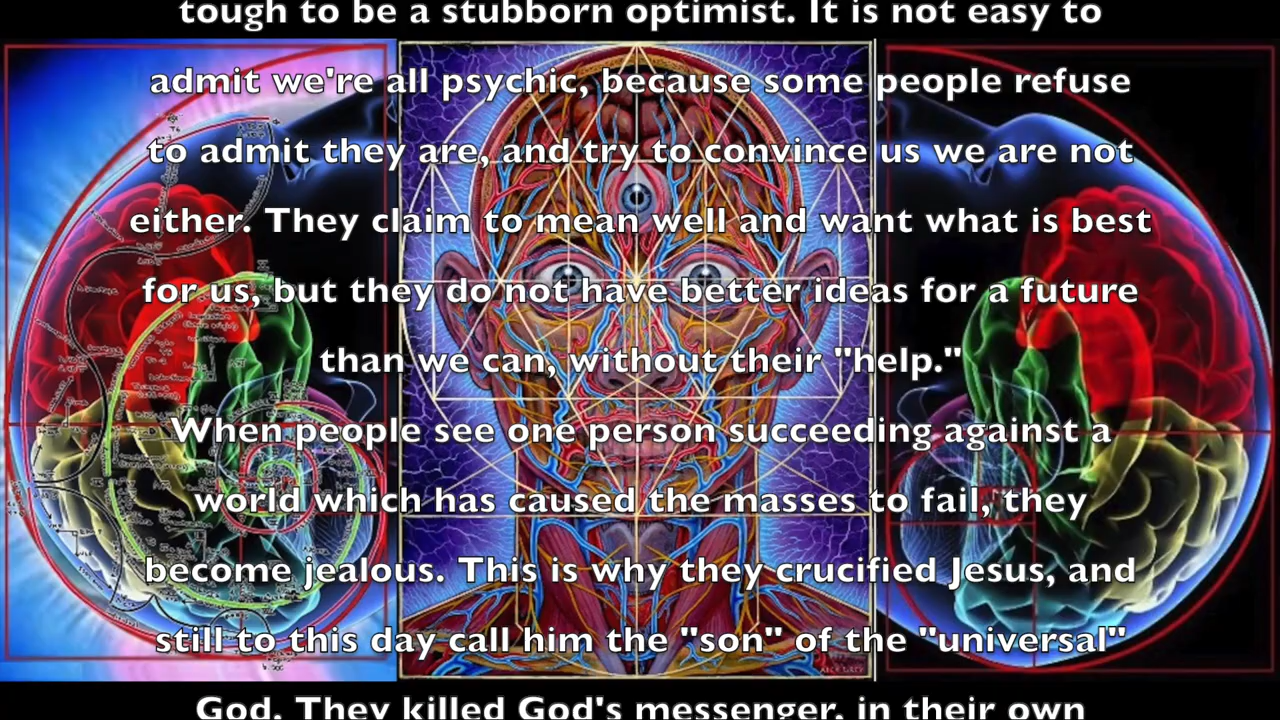 tough to be a stubborn optimist. It is not easy to
admit we're all psychic, because some people refuse
to admit they are, and try to convince us we are not
either. They claim to mean well and want what is best
for us, but they do not have better ideas for a future
than we can, without their "help."
When people see one person succeeding against a
world which has caused the masses to fail, they
become jealous. This is why they crucified Jesus, and
still to this day call him the "son" of the "universal"
God. They killed God's messenger, in their own